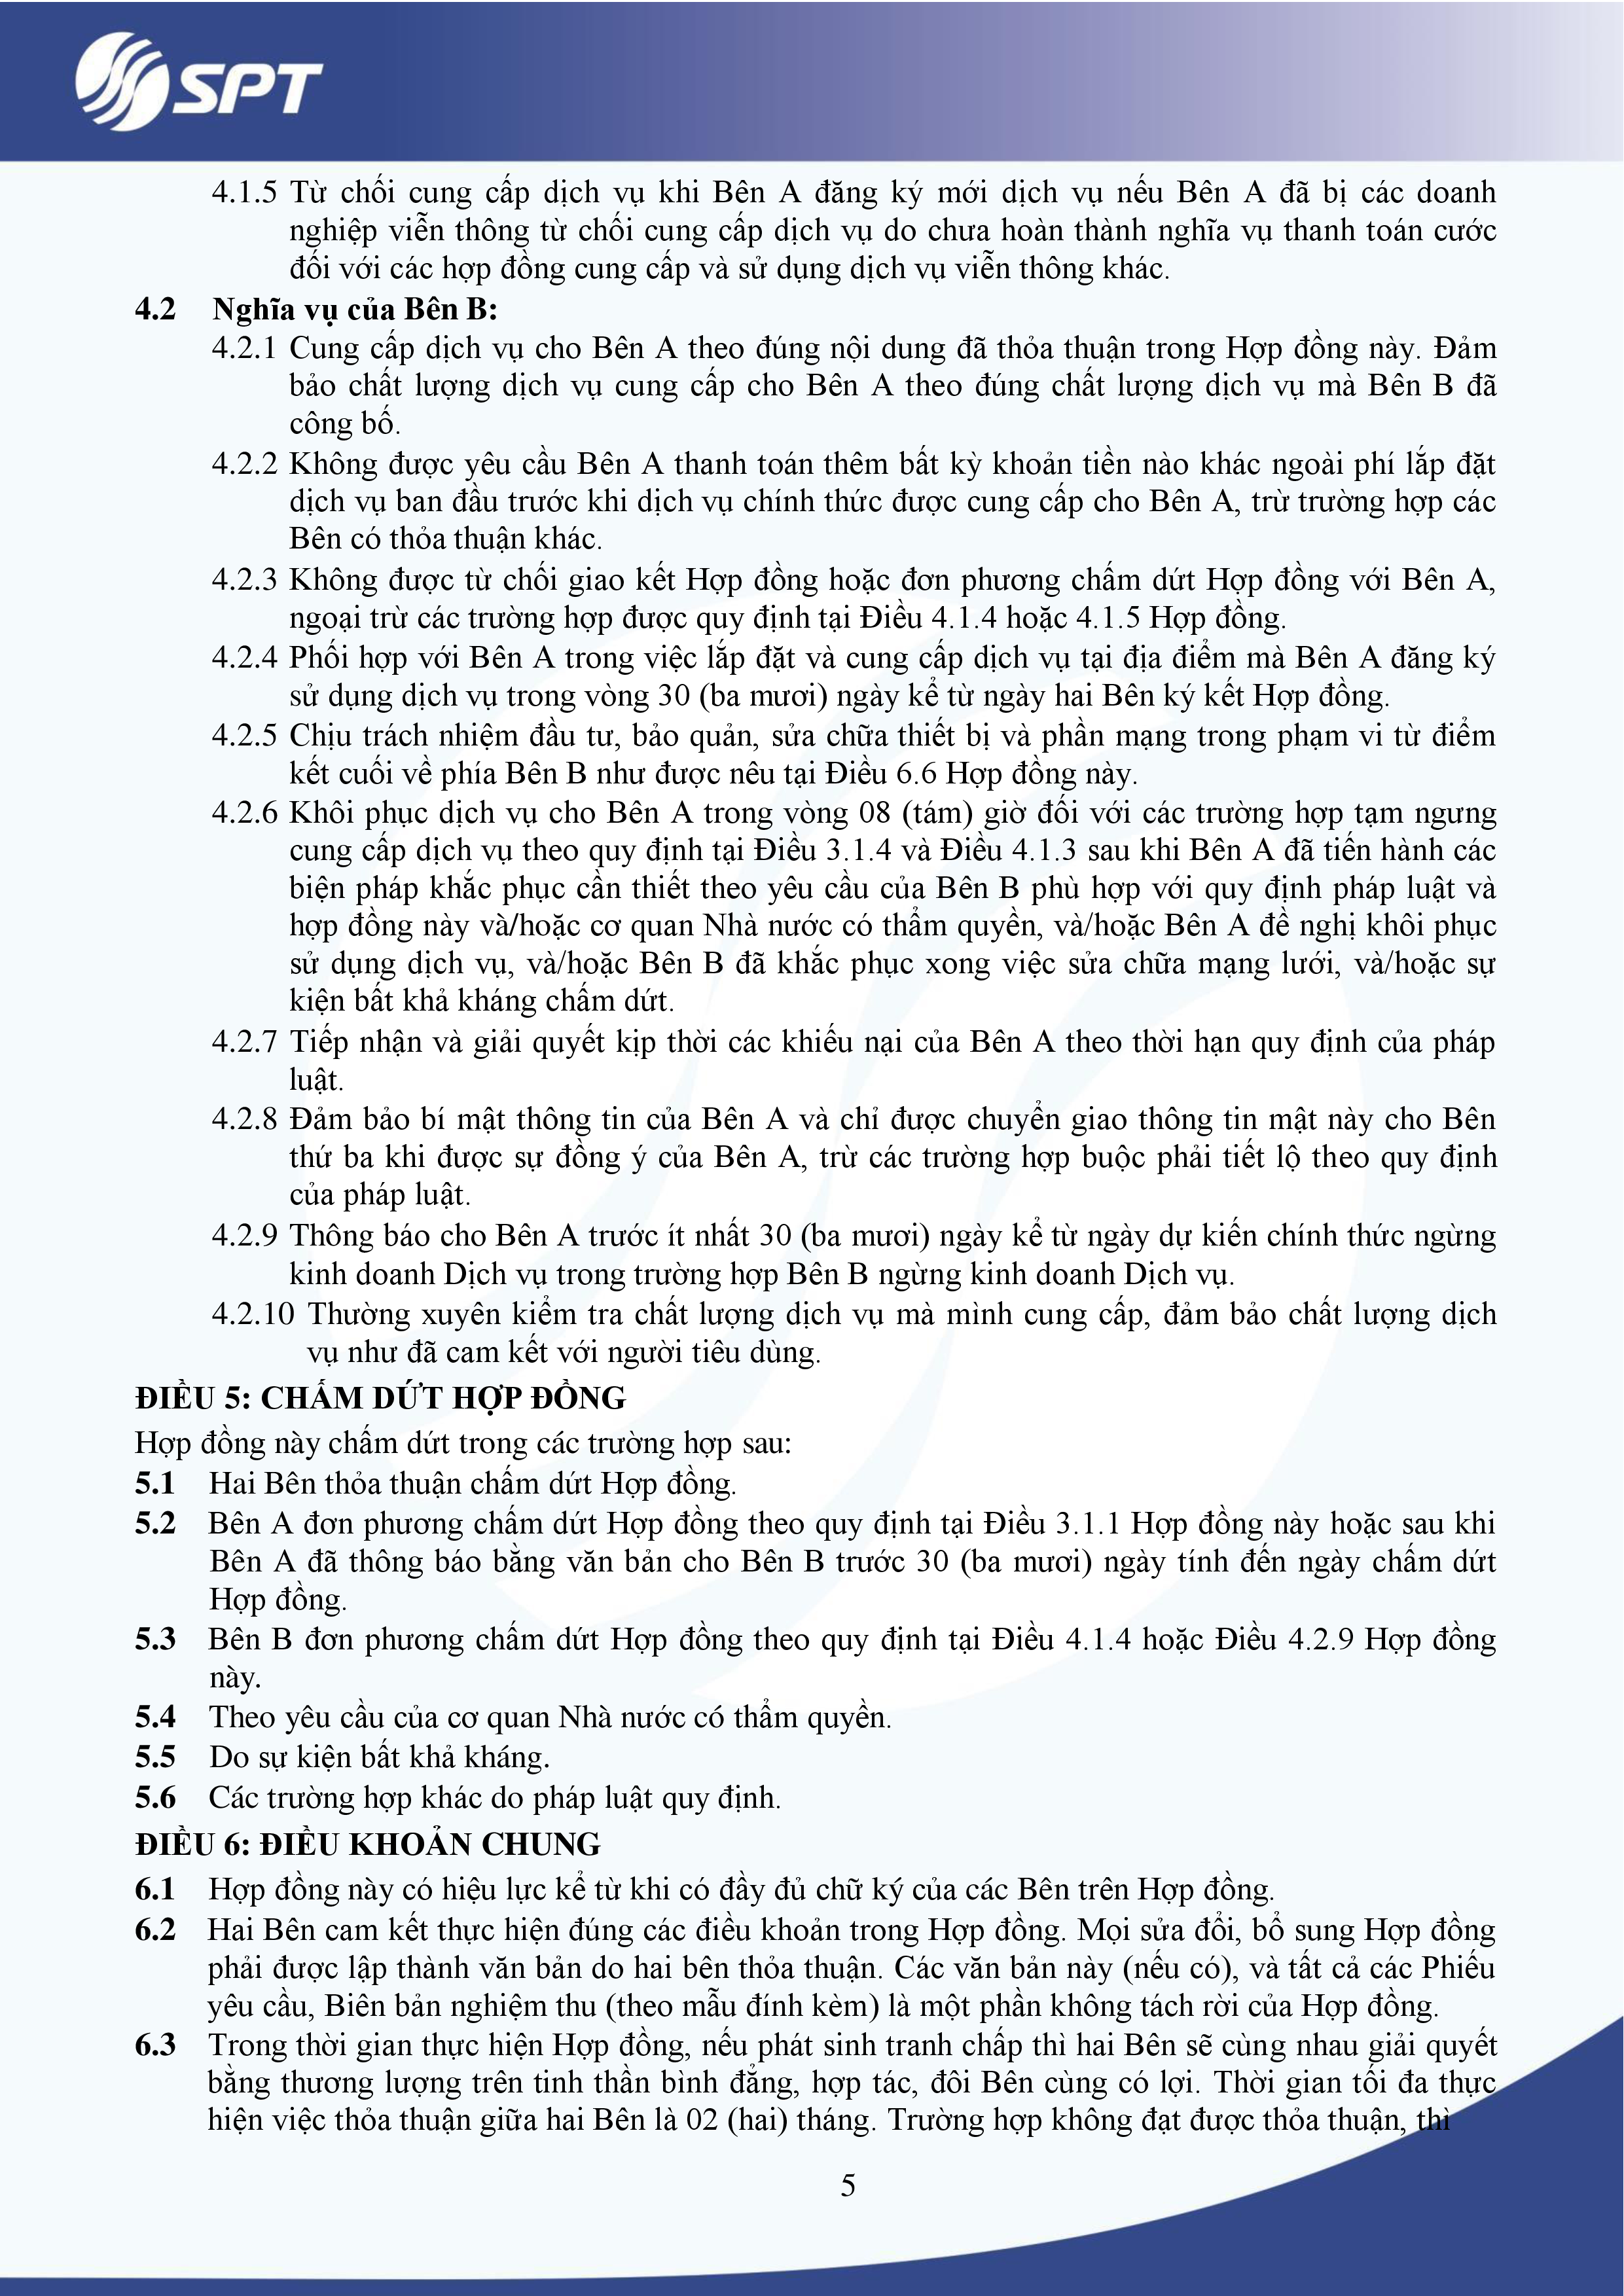 SPT
4.1.5 Từ chối cung cấp dịch vụ khi Bên A đăng ký mới dịch vụ nếu Bên A đã bị các doanh
nghiệp viễn thông từ chối cung cấp dịch vụ do chưa hoàn thành nghĩa vụ thanh toán cước
đối với các hợp đồng cung cấp và sử dụng dịch vụ viễn thông khác.
4.2 Nghĩa vụ của Bên B:
4.2.1 Cung cấp dịch vụ cho Bên A theo đúng nội dung đã thỏa thuận trong Hợp đồng này. Đảm
bảo chất lượng dịch vụ cung cấp cho Bên A theo đúng chất lượng dịch vụ mà Bên B đã
công bố.
4.2.2 Không được yêu cầu Bên A thanh toán thêm bất kỳ khoản tiền nào khác ngoài phí lắp đặt
dịch vụ ban đầu trước khi dịch vụ chính thức được cung cấp cho Bên A, trừ trường hợp các
Bên có thỏa thuận khác.
4.2.3 Không được từ chối giao kết Hợp đồng hoặc đơn phương chấm dứt Hợp đồng với Bên A,
ngoại trừ các trường hợp được quy định tại Điều 4.1.4 hoặc 4.1.5 Hợp đồng.
4.2.4 Phối hợp với Bên A trong việc lắp đặt và cung cấp dịch vụ tại địa điểm mà Bên A đăng ký
sử dụng dịch vụ trong vòng 30 (ba mươi) ngày kể từ ngày hai Bên ký kết Hợp đồng.
4.2.5 Chịu trách nhiệm đầu tư, bảo quản, sửa chữa thiết bị và phần mạng trong phạm vi từ điểm
kết cuối về phía Bên B như được nêu tại Điều 6.6 Hợp đồng này.
4.2.6 Khôi phục dịch vụ cho Bên A trong vòng 08 (tám) giờ đối với các trường hợp tạm ngưng
cung cấp dịch vụ theo quy định tại Điều 3.1.4 và Điều 4.1.3 sau khi Bên A đã tiến hành các
biện pháp khắc phục cần thiết theo yêu cầu của Bên B phù hợp với quy định pháp luật và
hợp đồng này và/hoặc cơ quan Nhà nước có thẩm quyền, và/hoặc Bên A đề nghị khôi phục
sử dụng dịch vụ, và/hoặc Bên B đã khắc phục xong việc sửa chữa mạng lưới, và/hoặc sự
kiện bất khả kháng chấm dứt.
4.2.7 Tiếp nhận và giải quyết kịp thời các khiếu nại của Bên A theo thời hạn quy định của pháp
luật.
4.2.8 Đảm bảo bí mật thông tin của Bên A và chỉ được chuyển giao thông tin mật này cho Bên
thứ ba khi được sự đồng ý của Bên A, trừ các trường hợp buộc phải tiết lộ theo quy định
của pháp luật.
4.2.9 Thông báo cho Bên A trước ít nhất 30 (ba mươi) ngày kể từ ngày dự kiến chính thức ngừng
kinh doanh Dịch vụ trong trường hợp Bên B ngừng kinh doanh Dịch vụ.
4.2.10 Thường xuyên kiểm tra chất lượng dịch vụ mà mình cung cấp, đảm bảo chất lượng dịch
vụ như đã cam kết với người tiêu dùng.
ĐIỀU 5: CHẤM DỨT HỢP ĐỒNG
Hợp đồng này chấm dứt trong các trường hợp sau:
5.1 Hai Bên thỏa thuận chấm dứt Hợp đồng.
5.2 Bên A đơn phương chấm dứt Hợp đồng theo quy định tại Điều 3.1.1 Hợp đồng này hoặc sau khi
Bên A đã thông báo bằng văn bản cho Bên B trước 30 (ba mươi) ngày tính đến ngày chấm dứt
Hợp đồng.
5.3 Bên B đơn phương chấm dứt Hợp đồng theo quy định tại Điều 4.1.4 hoặc Điều 4.2.9 Hợp đồng
này.
5.4 Theo yêu cầu của cơ quan Nhà nước có thẩm quyền.
5.5 Do sự kiện bất khả kháng.
5.6 Các trường hợp khác do pháp luật quy định.
ĐIỀU 6: ĐIỀU KHOẢN CHUNG
6.1 Hợp đồng này có hiệu lực kể từ khi có đầy đủ chữ ký của các Bên trên Hợp đồng.
6.2 Hai Bên cam kết thực hiện đúng các điều khoản trong Hợp đồng. Mọi sửa đổi, bổ sung Hợp đồng
phải được lập thành văn bản do hai bên thỏa thuận. Các văn bản này (nếu có), và tất cả các Phiếu
yêu cầu, Biên bản nghiệm thu (theo mẫu đính kèm) là một phần không tách rời của Hợp đồng.
6.3 Trong thời gian thực hiện Hợp đồng, nếu phát sinh tranh chấp thì hai Bên sẽ cùng nhau giải quyết
bằng thương lượng trên tinh thần bình đẳng, hợp tác, đôi Bên cùng có lợi. Thời gian tối đa thực
hiện việc thỏa thuận giữa hai Bên là 02 (hai) tháng. Trường hợp không đạt được thỏa thuận, thì
5